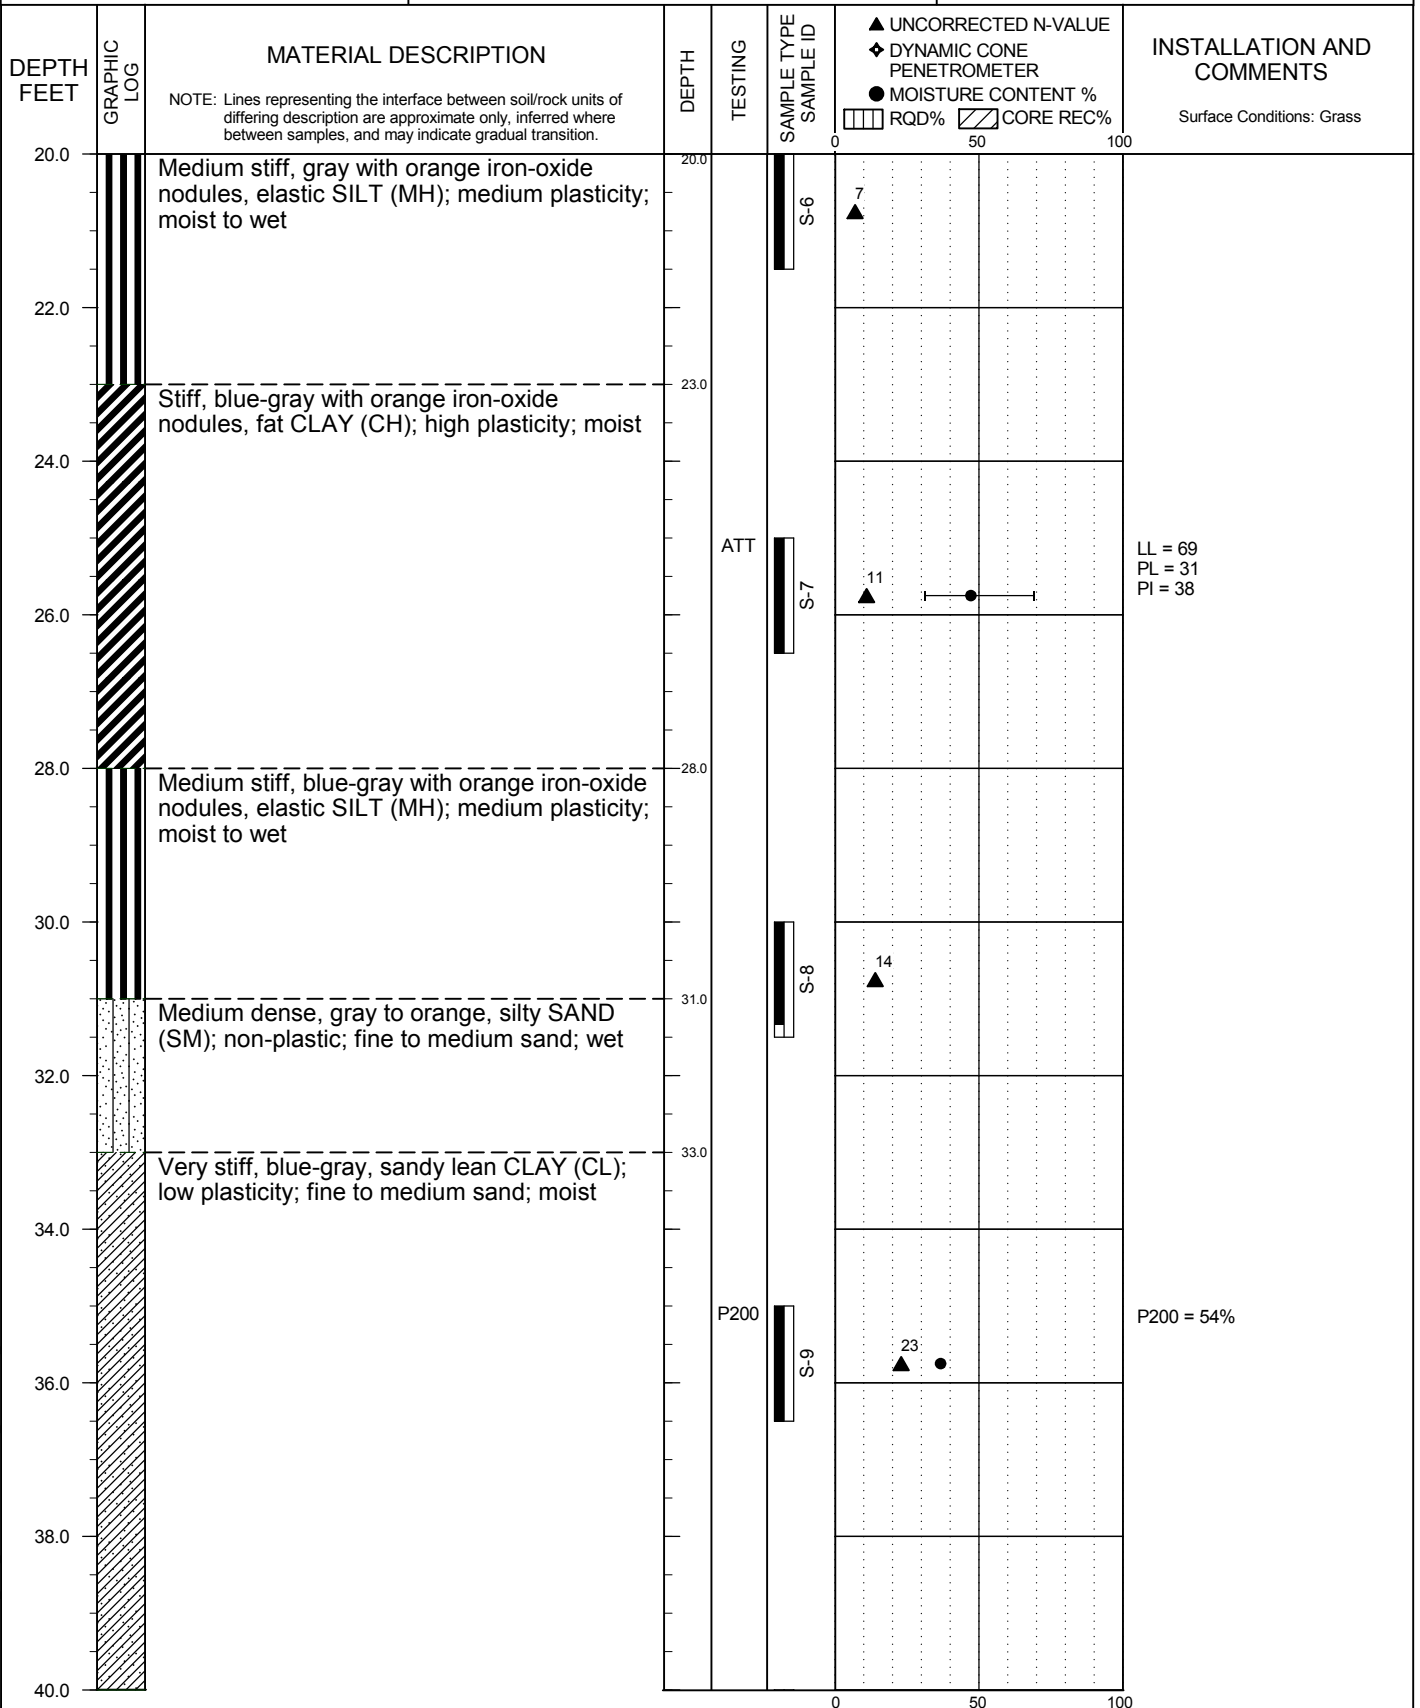 DEPTH
FEET
GRAPHIC
LOG
MATERIAL DESCRIPTION
NOTE: Lines representing the interface between soil/rock units of
differing description are approximate only, inferred where
between samples, and may indicate gradual transition.
DEPTH
TESTING
SAMPLE TYPE
SAMPLE ID
UNCORRECTED N-VALUE
DYNAMIC CONE
PENETROMETER
MOISTURE CONTENT %
RQD% CORE REC%
0 50 100
INSTALLATION AND
COMMENTS
Surface Conditions: Grass
20.0
Medium stiff, gray with orange iron-oxide
nodules, elastic SILT (MH); medium plasticity;
moist to wet
20.0
S-6
7
22.0
23.0
Stiff, blue-gray with orange iron-oxide
nodules, fat CLAY (CH); high plasticity; moist
24.0
ATT
S-7
11
LL = 69
PL = 31
PI = 38
26.0
28.0
28.0
Medium stiff, blue-gray with orange iron-oxide
nodules, elastic SILT (MH); medium plasticity;
moist to wet
30.0
S-8
14
31.0
Medium dense, gray to orange, silty SAND
(SM); non-plastic; fine to medium sand; wet
32.0
33.0
Very stiff, blue-gray, sandy lean CLAY (CL);
low plasticity; fine to medium sand; moist
34.0
P200
S-9
23
P200 = 54%
36.0
38.0
40.0
0 50 100